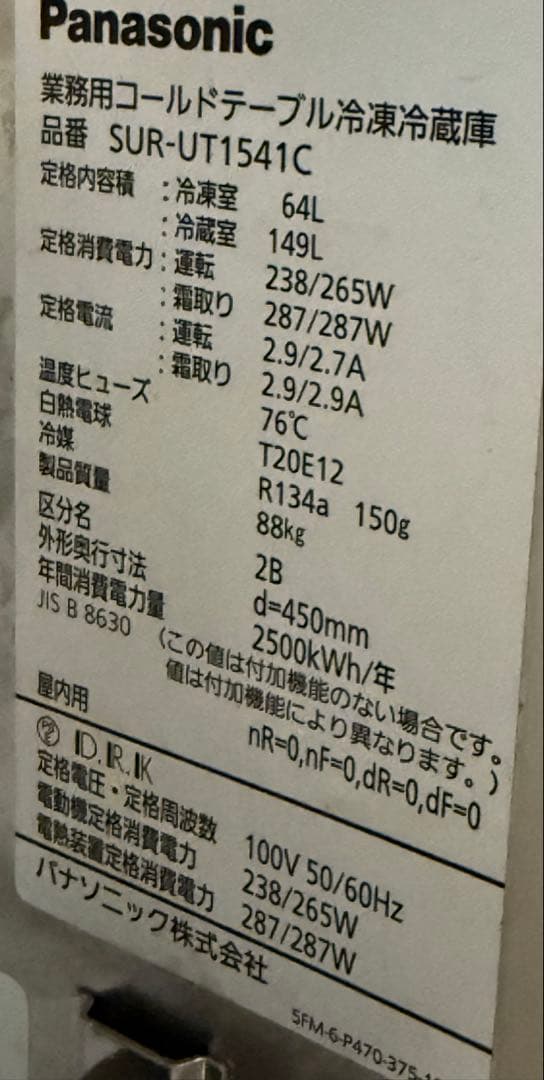 Panasonic
業務用コールドテーブル冷凍冷蔵庫
品番 SUR-UT1541C
定格内容積 :冷凍室 64L
:冷蔵室 149L
定格消費電力:運転 238/265W
:霜取り 287/287W
定格電流 :運転 2.9/2.7A
:霜取り 2.9/2.9A
温度ヒューズ 76℃
白熱電球 T20E12
冷媒 R134a 150g
製品質量 88kg
区分名 2B
外形奥行寸法 d=450mm
年間消費電力量 2500kWh/年
JIS B 8630 (この値は付加機能のない場合です。
値は付加機能により異なります。)
nR=0,nF=0,dR=0,dF=0
屋内用
D.R.K
定格電圧・定格周波数 100V 50/60Hz
電動機定格消費電力 238/265W
電熱装置定格消費電力 287/287W
パナソニック株式会社
5FM-6-P470-375-